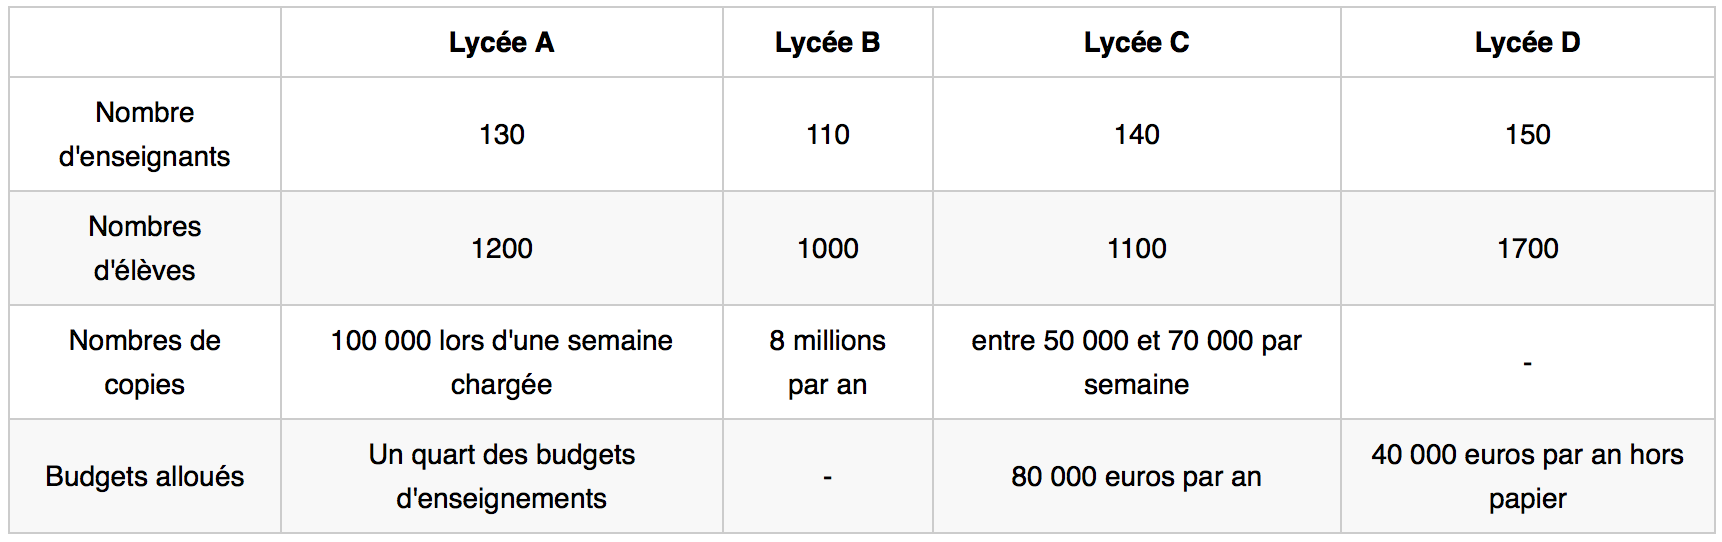 Lycée A Lycée B Lycée C Lycée D
Nombre
d'enseignants
130 110 140 150
Nombres
d'élèves
1200 1000 1100 1700
Nombres de
copies
100 000 lors d'une semaine
chargée
8 millions
par an
entre 50 000 et 70 000 par
semaine
-
Budgets alloués
Un quart des budgets
d'enseignements
-
80 000 euros par an
40 000 euros par an hors
papier